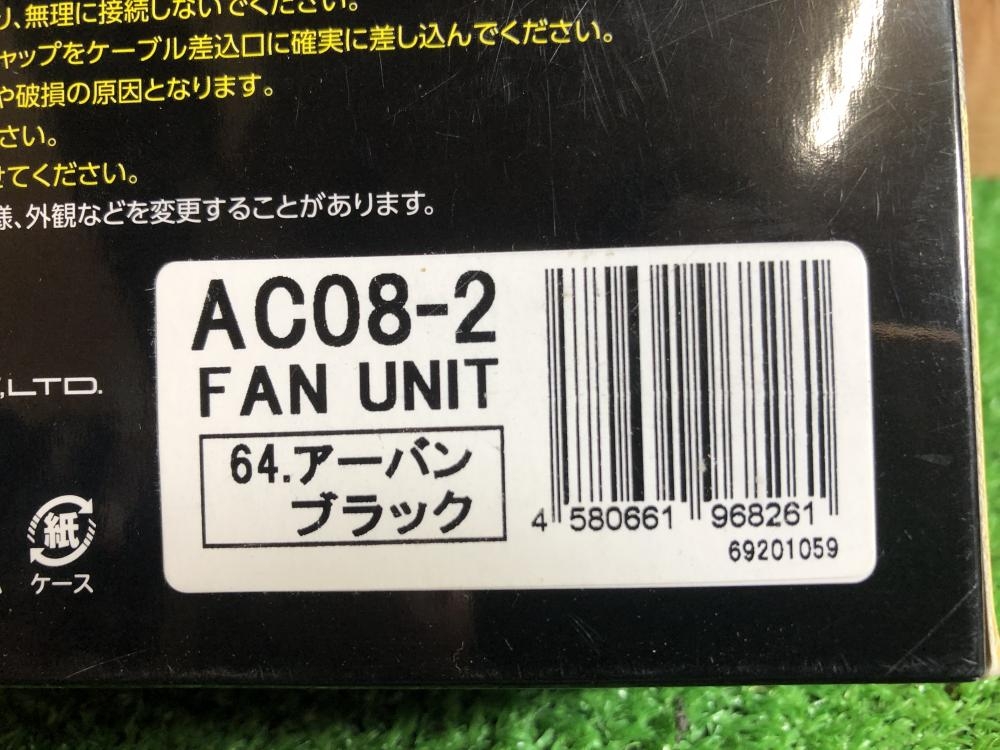 り、無理に接続しないでください。
ャップをケーブル差込口に確実に差し込んでください。
や破損の原因となります。
さい。
せてください。
様、外観などを変更することがあります。
AC08-2
FAN UNIT
64.アーバン
ブラック
4 580661 968261
69201059
.,LTD.
紙
ケース